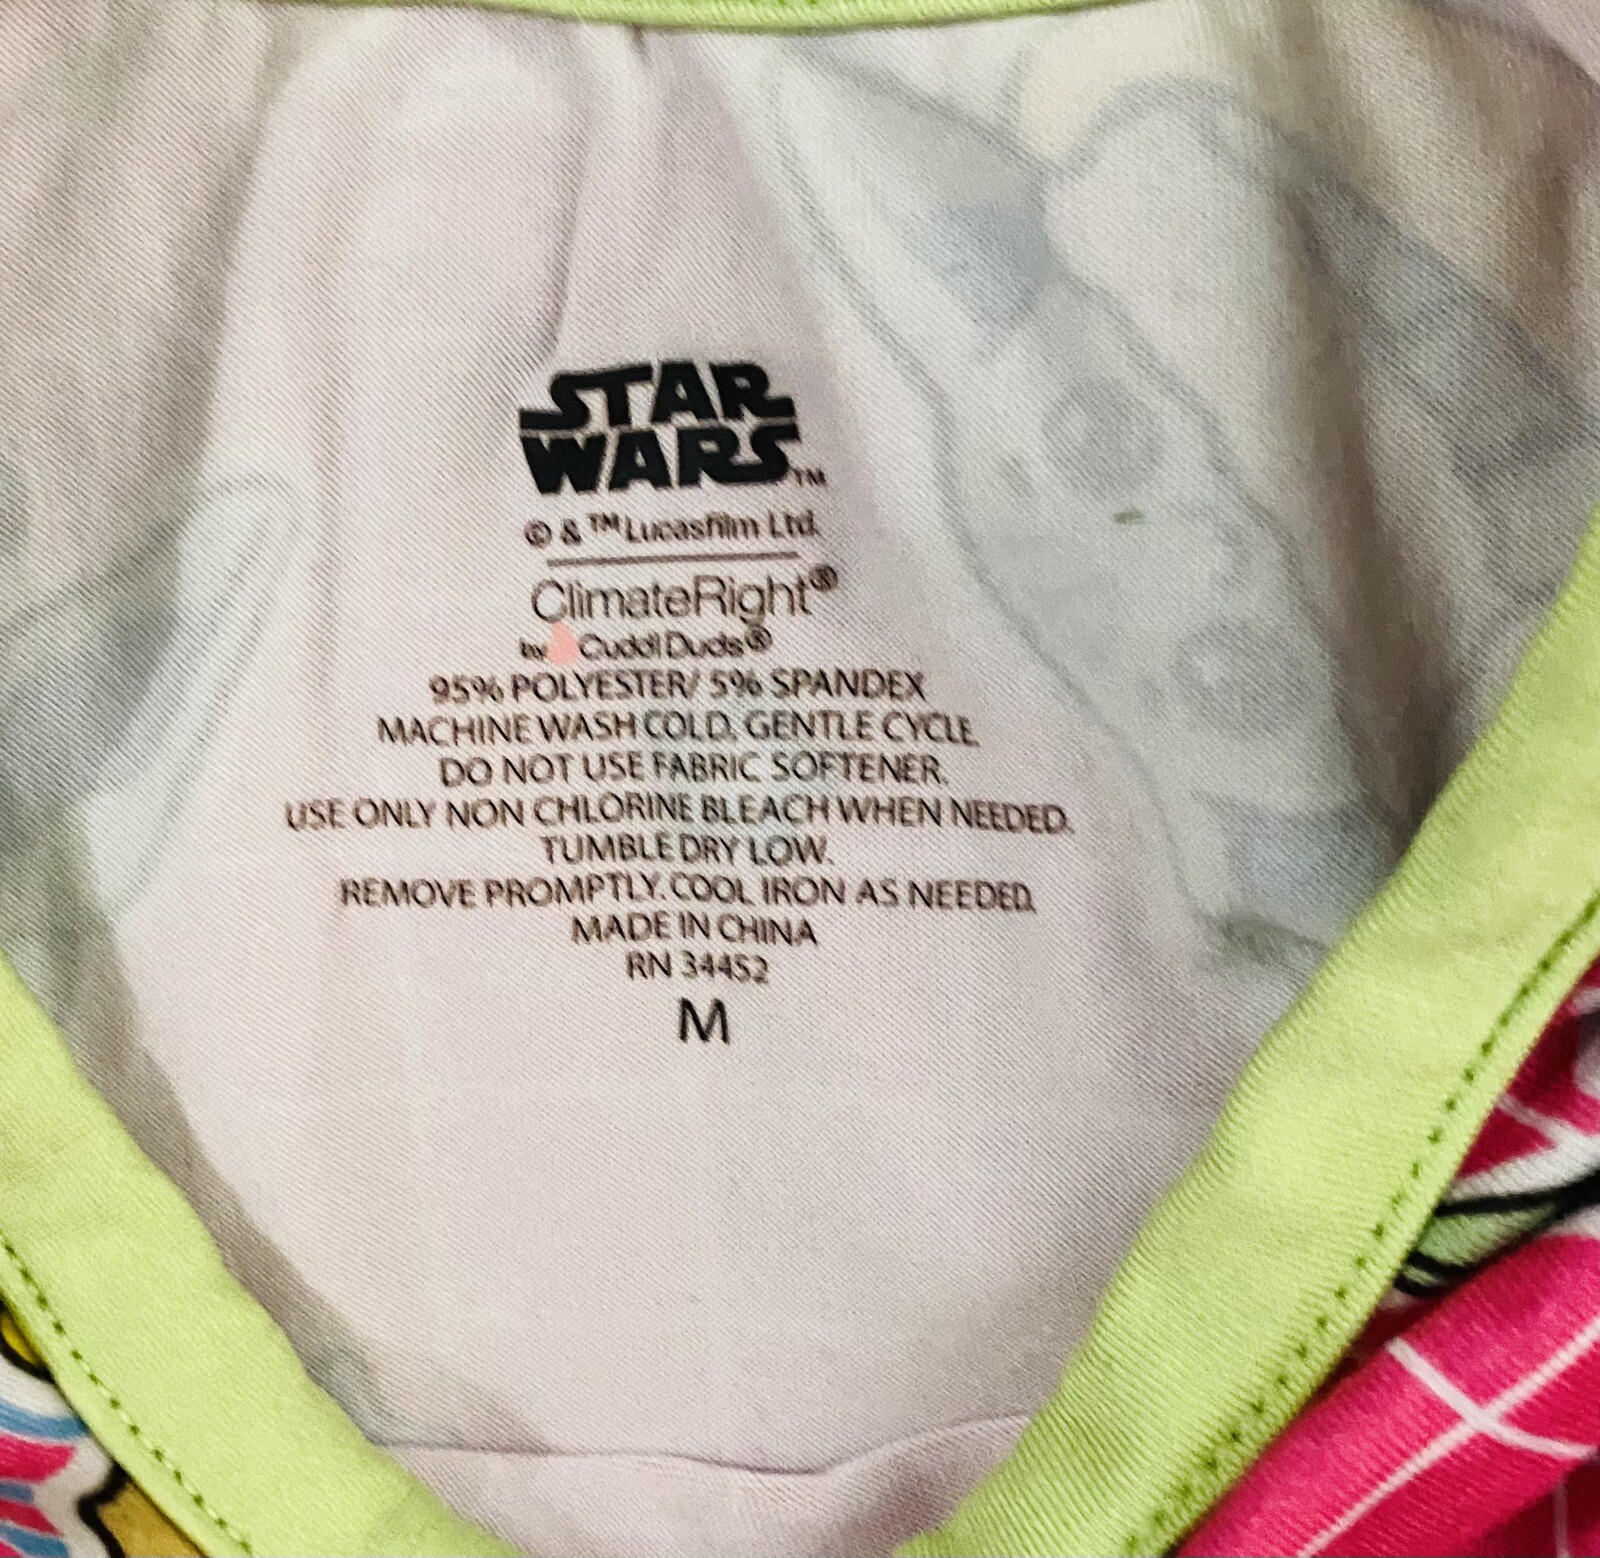 STAR
WARS™
© & ™ Lucasfilm Ltd.
ClimateRight®
by Cuddl Duds®
95% POLYESTER/ 5% SPANDEX
MACHINE WASH COLD, GENTLE CYCLE
DO NOT USE FABRIC SOFTENER.
USE ONLY NON CHLORINE BLEACH WHEN NEEDED.
TUMBLE DRY LOW.
REMOVE PROMPTLY. COOL IRON AS NEEDED.
MADE IN CHINA
RN 34452
M